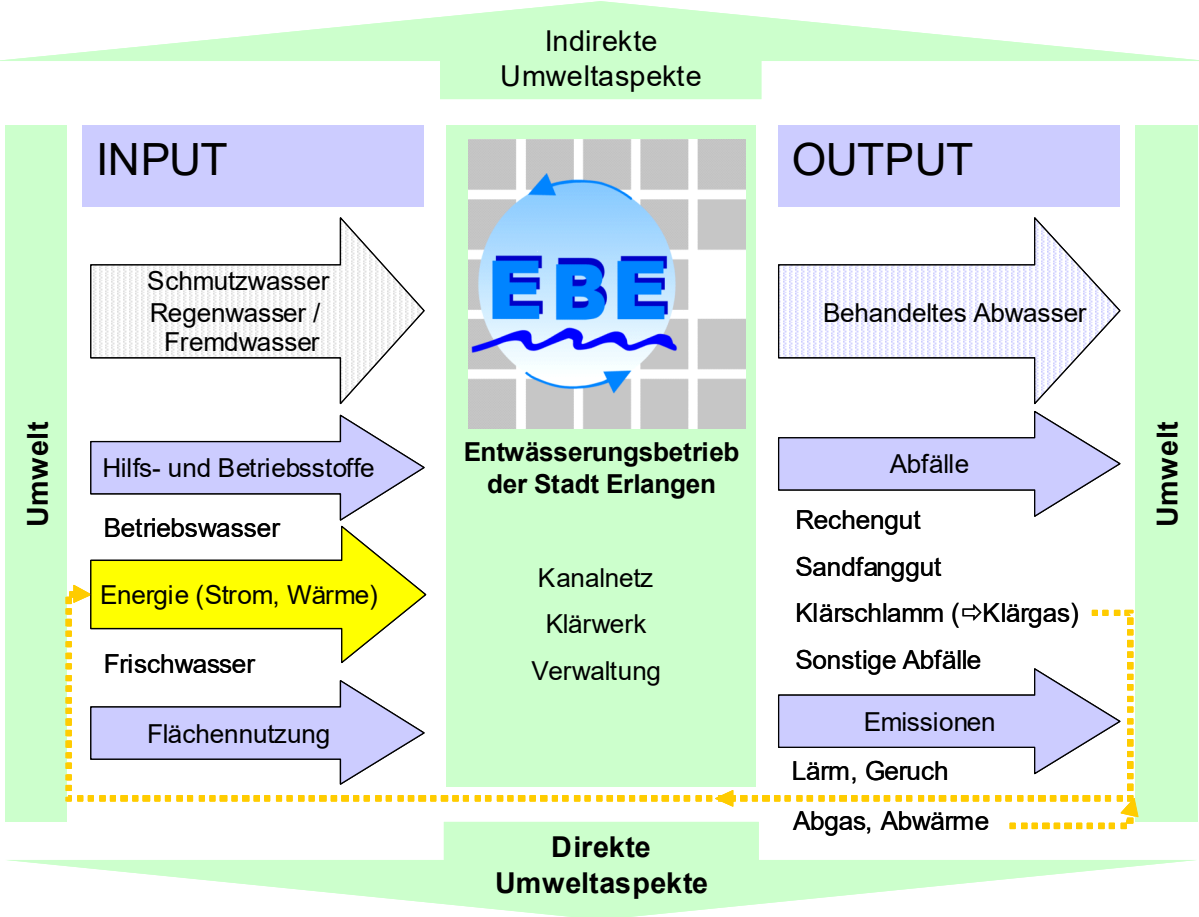 Indirekte
Umweltaspekte
Umwelt
INPUT
Schmutzwasser
Regenwasser /
Fremdwasser
Hilfs- und Betriebsstoffe
Betriebswasser
Energie (Strom, Wärme)
Frischwasser
Flächennutzung
EBE
Entwässerungsbetrieb
der Stadt Erlangen
Kanalnetz
Klärwerk
Verwaltung
OUTPUT
Behandeltes Abwasser
Abfälle
Rechengut
Sandfanggut
Klärschlamm (⇨Klärgas)
Sonstige Abfälle
Emissionen
Lärm, Geruch
Abgas, Abwärme
Umwelt
Direkte
Umweltaspekte